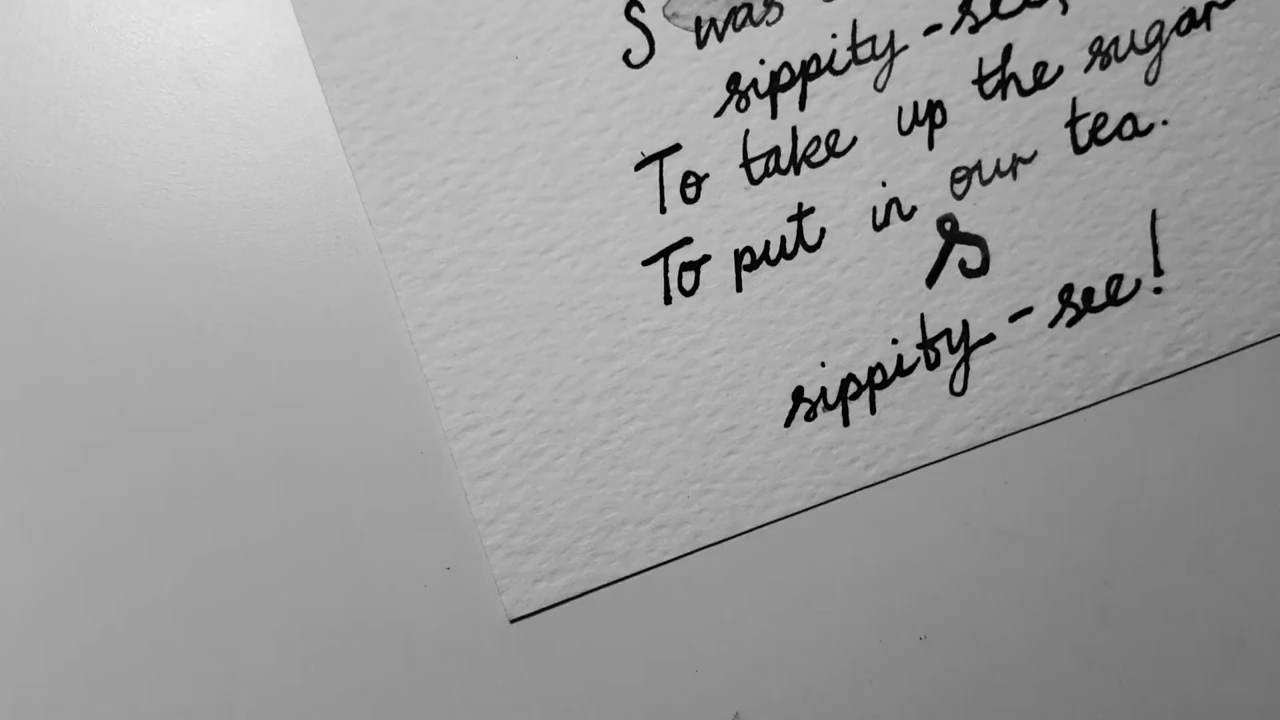 S was
sippity-see,
To take up the sugar
To put in our tea.
S
sippity-see!